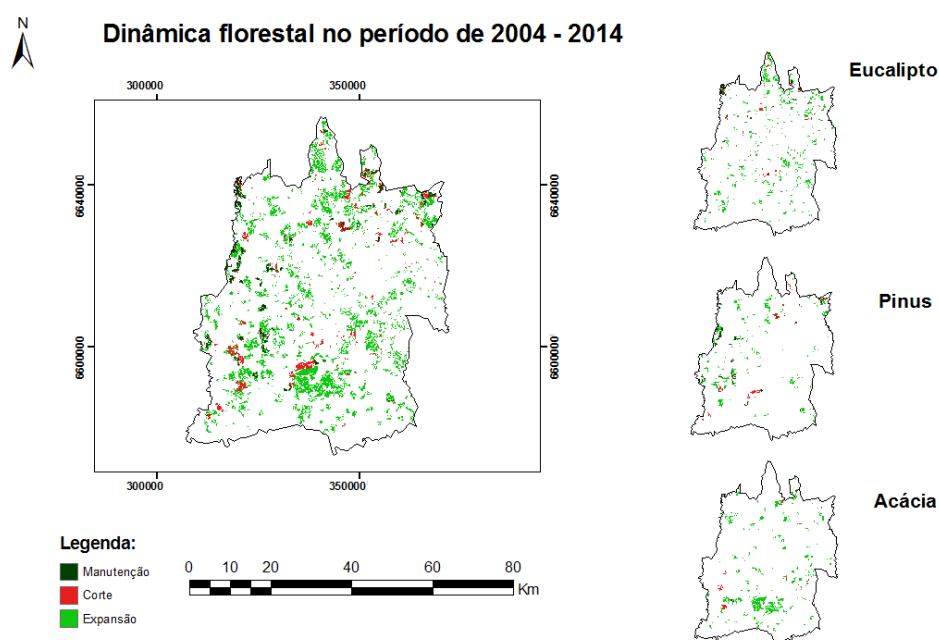 N
Dinâmica florestal no período de 2004 - 2014
300000 350000
6640000 6640000
6600000 6600000
300000 350000
Eucalipto
Pinus
Acácia
Legenda:
Manutenção
Corte
Expansão
0 10 20 40 60 80
Km